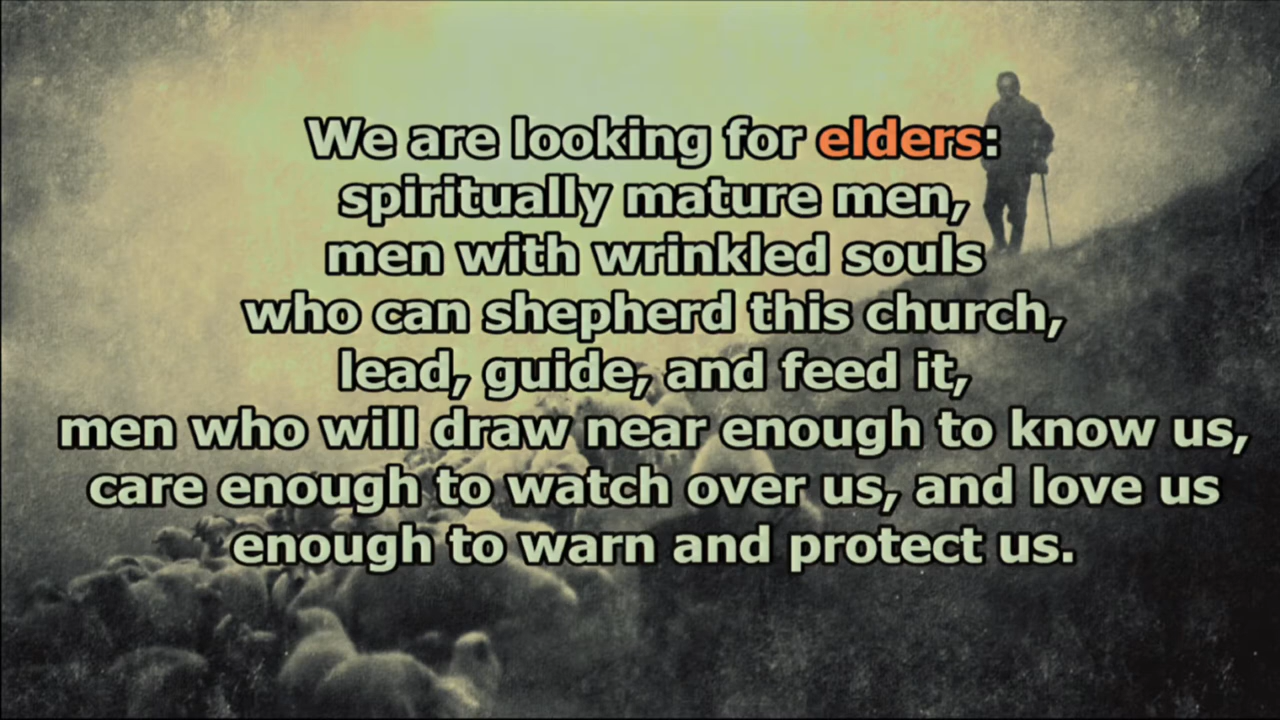 We are looking for elders:
spiritually mature men,
men with wrinkled souls
who can shepherd this church,
lead, guide, and feed it,
men who will draw near enough to know us,
care enough to watch over us, and love us
enough to warn and protect us.